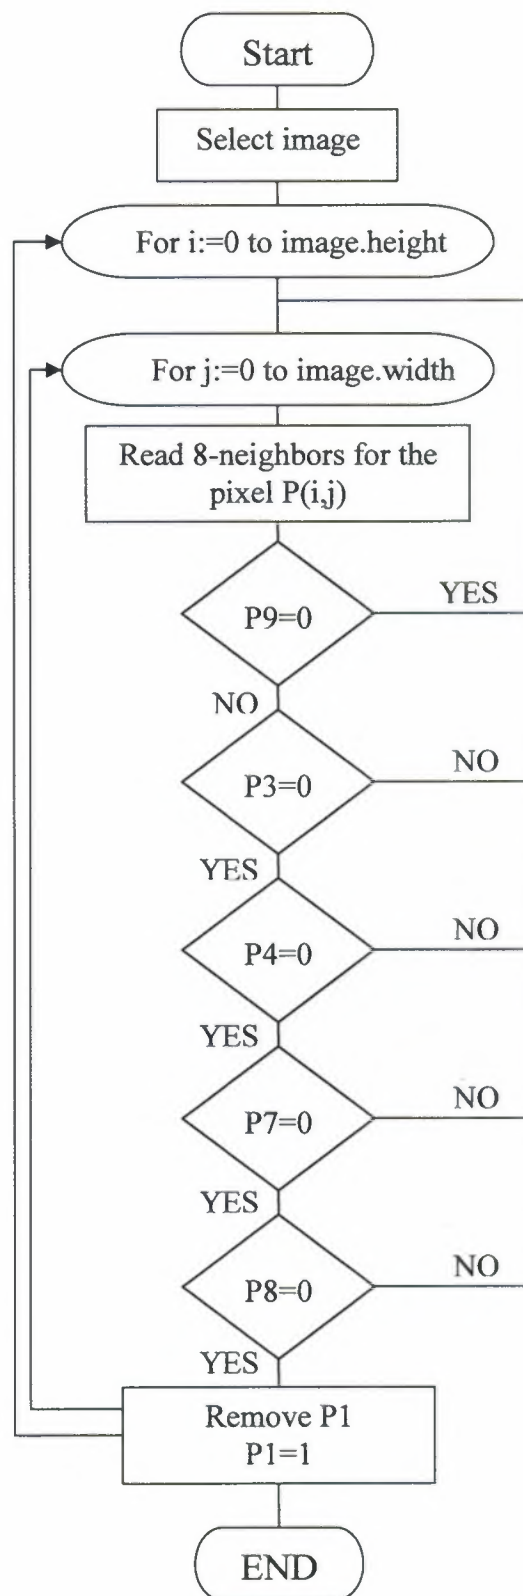 Start
Select image
For i:=0 to image.height
For j:=0 to image.width
Read 8-neighbors for the
pixel P(i,j)
P9=0
YES
NO
P3=0
NO
YES
P4=0
NO
YES
P7=0
NO
YES
P8=0
NO
YES
Remove P1
P1=1
END